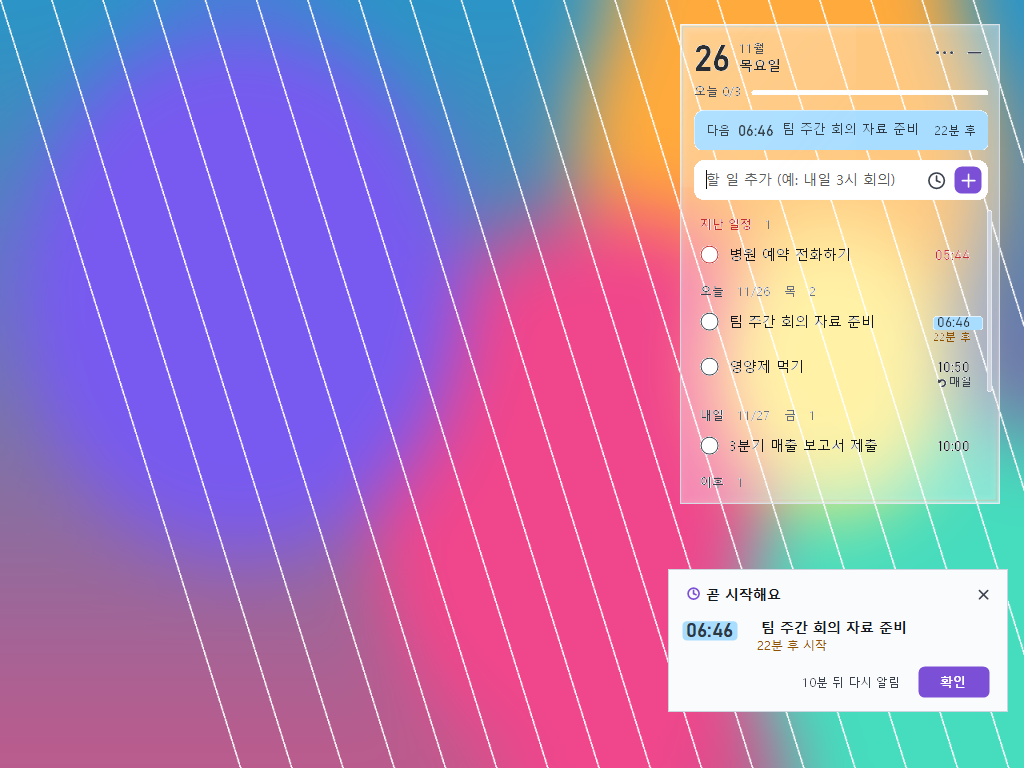 26
11월
목요일
오늘 0/3
다음 06:46 팀 주간 회의 자료 준비 22분 후
할 일 추가 (예: 내일 3시 회의)
지난 일정 1
병원 예약 전화하기 05:44
오늘 11/26 목 2
팀 주간 회의 자료 준비 06:46
22분 후
영양제 먹기 10:50
매일
내일 11/27 금 1
3분기 매출 보고서 제출 10:00
이후 1
곧 시작해요
06:46 팀 주간 회의 자료 준비
22분 후 시작
10분 뒤 다시 알림 확인